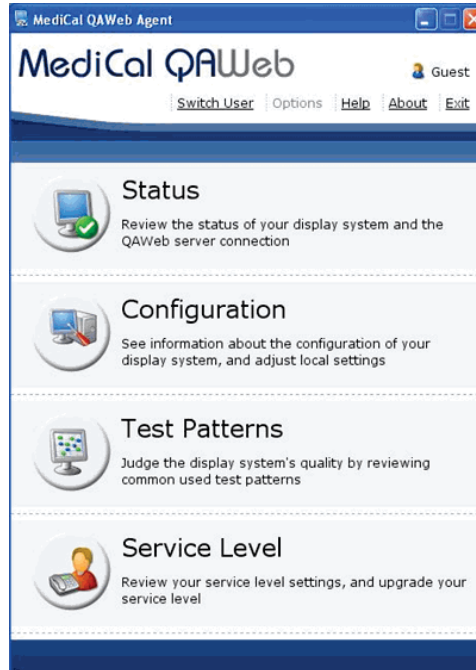 MediCal QAWeb Agent
MediCal QAWeb
Guest
Switch User Options Help About Exit
Status
Review the status of your display system and the
QAWeb server connection
Configuration
See information about the configuration of your
display system, and adjust local settings
Test Patterns
Judge the display system's quality by reviewing
common used test patterns
Service Level
Review your service level settings, and upgrade your
service level